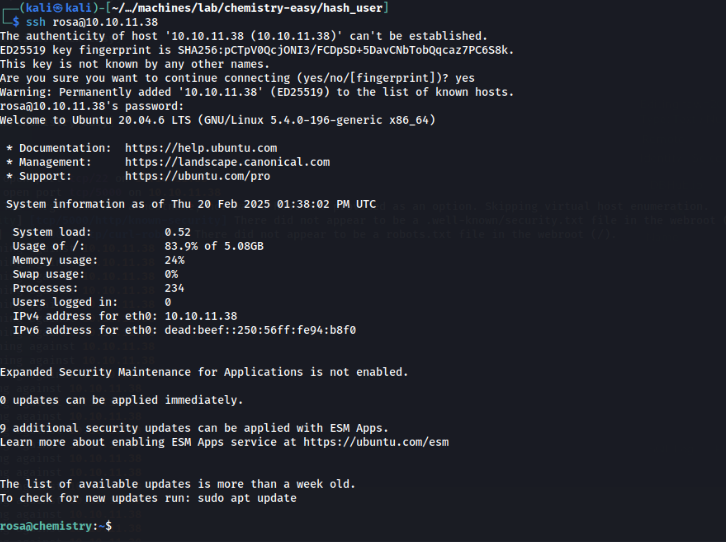 (kali㉿kali)-[~/…/machines/lab/chemistry-easy/hash_user]
$ ssh rosa@10.10.11.38
The authenticity of host '10.10.11.38 (10.10.11.38)' can't be established.
ED25519 key fingerprint is SHA256:pCTpV0QcjONI3/FCDpSD+5DavCNbTobQqcaz7PC6S8k.
This key is not known by any other names.
Are you sure you want to continue connecting (yes/no/[fingerprint])? yes
Warning: Permanently added '10.10.11.38' (ED25519) to the list of known hosts.
rosa@10.10.11.38's password:
Welcome to Ubuntu 20.04.6 LTS (GNU/Linux 5.4.0-196-generic x86_64)
* Documentation: https://help.ubuntu.com
* Management: https://landscape.canonical.com
* Support: https://ubuntu.com/pro
System information as of Thu 20 Feb 2025 01:38:02 PM UTC
System load: 0.52
Usage of /: 83.9% of 5.08GB
Memory usage: 24%
Swap usage: 0%
Processes: 234
Users logged in: 0
IPv4 address for eth0: 10.10.11.38
IPv6 address for eth0: dead:beef::250:56ff:fe94:b8f0
Expanded Security Maintenance for Applications is not enabled.
0 updates can be applied immediately.
9 additional security updates can be applied with ESM Apps.
Learn more about enabling ESM Apps service at https://ubuntu.com/esm
The list of available updates is more than a week old.
To check for new updates run: sudo apt update
rosa@chemistry:~$